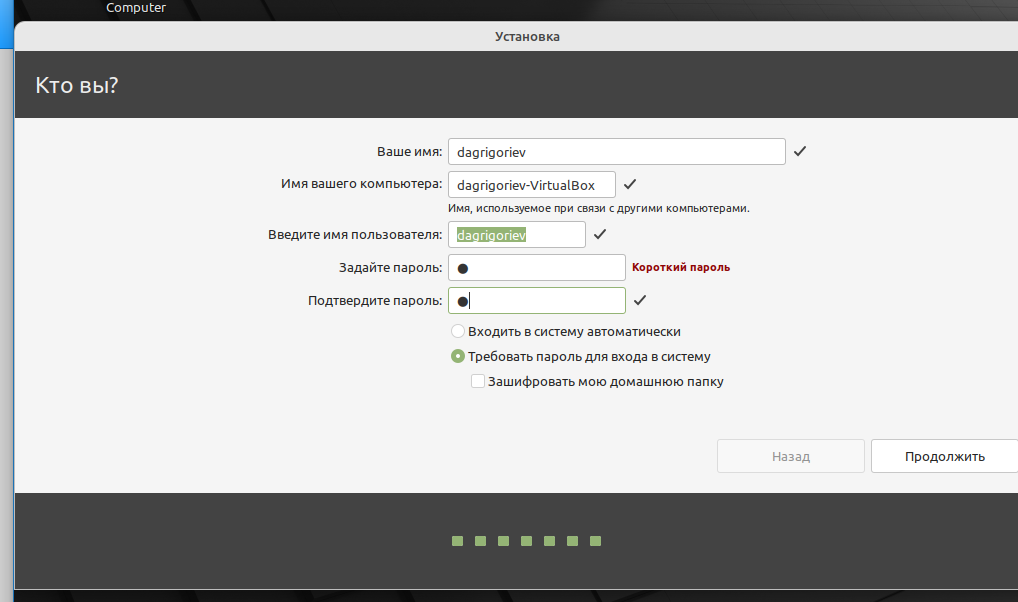 Computer
Установка
Кто вы?
Ваше имя: dagrigoriev
Имя вашего компьютера: dagrigoriev-VirtualBox
Имя, используемое при связи с другими компьютерами.
Введите имя пользователя: dagrigoriev
Задайте пароль: ● Короткий пароль
Подтвердите пароль: ●
Входить в систему автоматически
Требовать пароль для входа в систему
Зашифровать мою домашнюю папку
Назад Продолжить